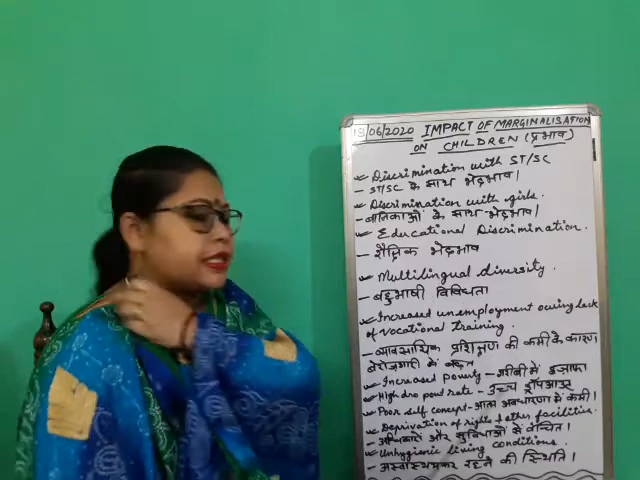 18/06/2020 IMPACT OF MARGINALISATION
ON CHILDREN (प्रभाव)
Discrimination with ST/SC
- ST/SC के साथ भेदभाव।
Discrimination with girls.
- बालिकाओं के साथ भेदभाव।
Educational Discrimination.
- शैक्षिक भेदभाव
Multilingual diversity.
- बहुभाषी विविधता
Increased unemployment owing lack
of vocational training.
- व्यावसायिक प्रशिक्षण की कमी के कारण
बेरोजगारी में
Increased Poverty - गरीबी में इजाफा
High dropout rate - उच्च ड्रॉपआउट
Poor self concept - आत्म अवधारणा में कमी।
Deprivation of rights & other facilities.
- अधिकारों और सुविधाओं से वंचित।
Unhygienic living conditions.
- अस्वास्थ्यकर रहने की स्थिति।